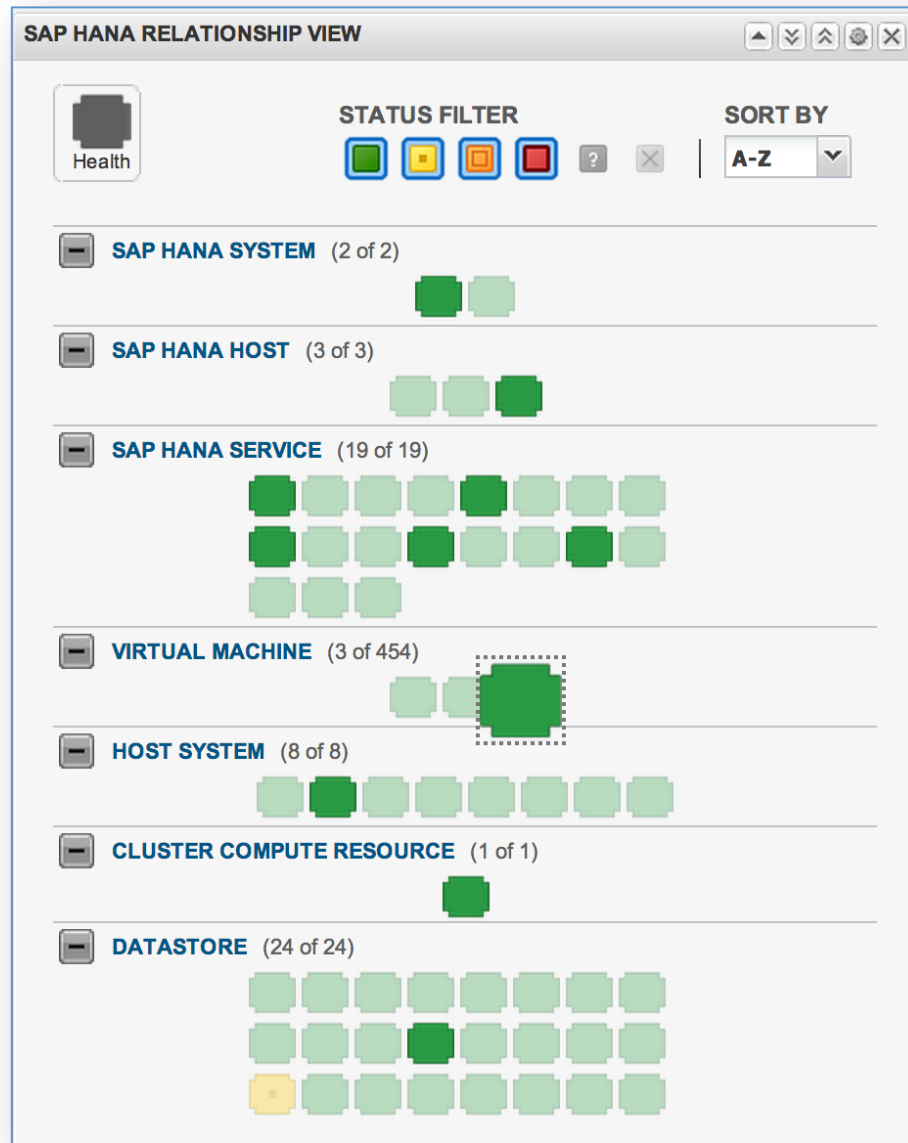 SAP HANA RELATIONSHIP VIEW
Health
STATUS FILTER
?
SORT BY
A-Z
SAP HANA SYSTEM (2 of 2)
SAP HANA HOST (3 of 3)
SAP HANA SERVICE (19 of 19)
VIRTUAL MACHINE (3 of 454)
HOST SYSTEM (8 of 8)
CLUSTER COMPUTE RESOURCE (1 of 1)
DATASTORE (24 of 24)